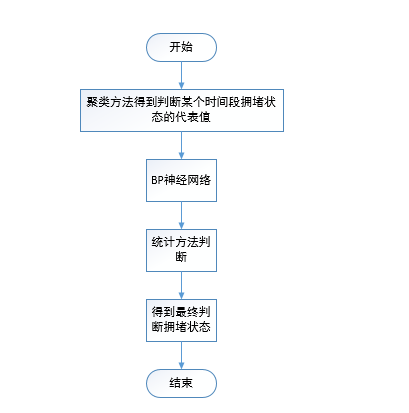 开始
聚类方法得到判断某个时间段拥堵状
态的代表值
BP神经网络
统计方法判
断
得到最终判
断拥堵状态
结束